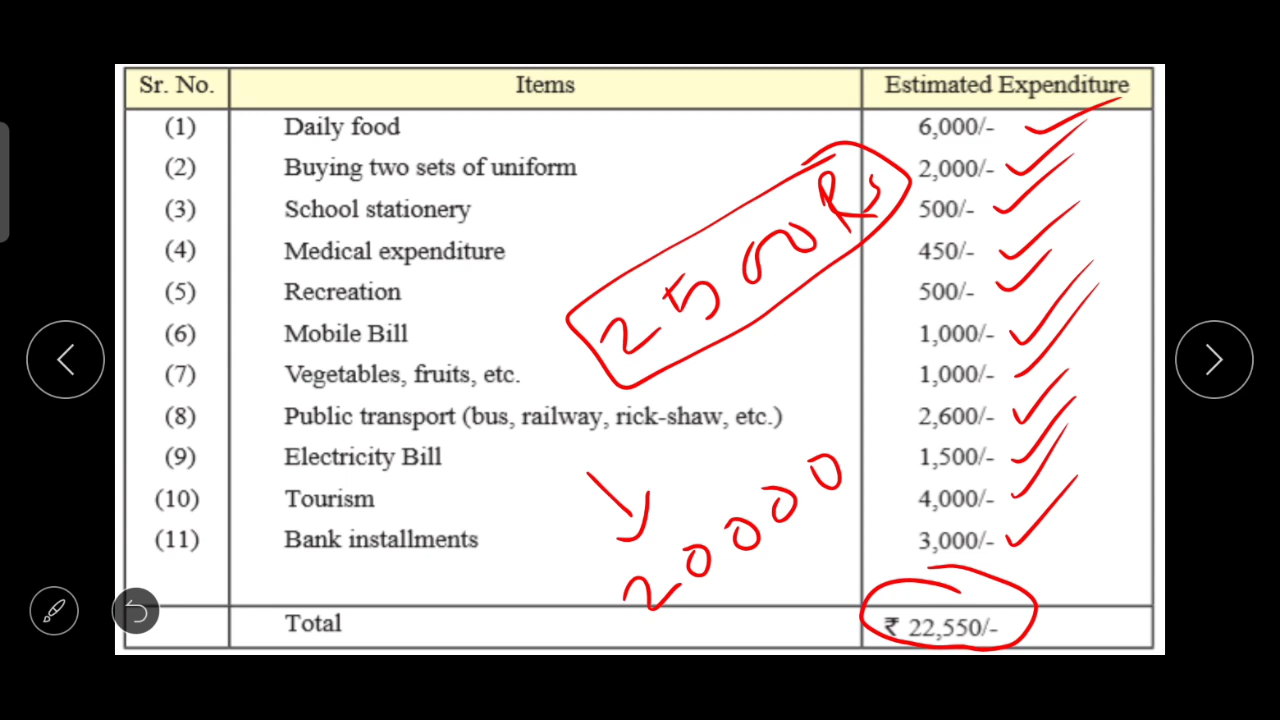 Sr. No. Items Estimated Expenditure
(1) Daily food 6,000/-
(2) Buying two sets of uniform 2,000/-
(3) School stationery 500/-
(4) Medical expenditure 450/-
(5) Recreation 500/-
(6) Mobile Bill 1,000/-
(7) Vegetables, fruits, etc. 1,000/-
(8) Public transport (bus, railway, rick-shaw, etc.) 2,600/-
(9) Electricity Bill 1,500/-
(10) Tourism 4,000/-
(11) Bank installments 3,000/-
Total ₹ 22,550/-
25000 Rs
20000